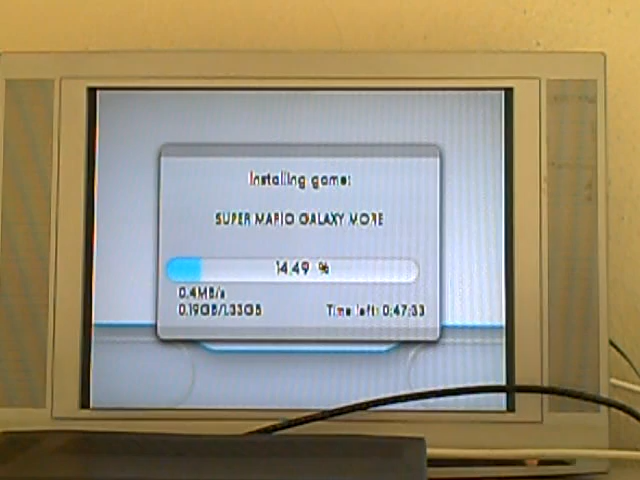 Installing game:
SUPER MARIO GALAXY MORE
14.49 %
0.4MB/s
0.19GB/1.33GB
Time left: 0:47:33